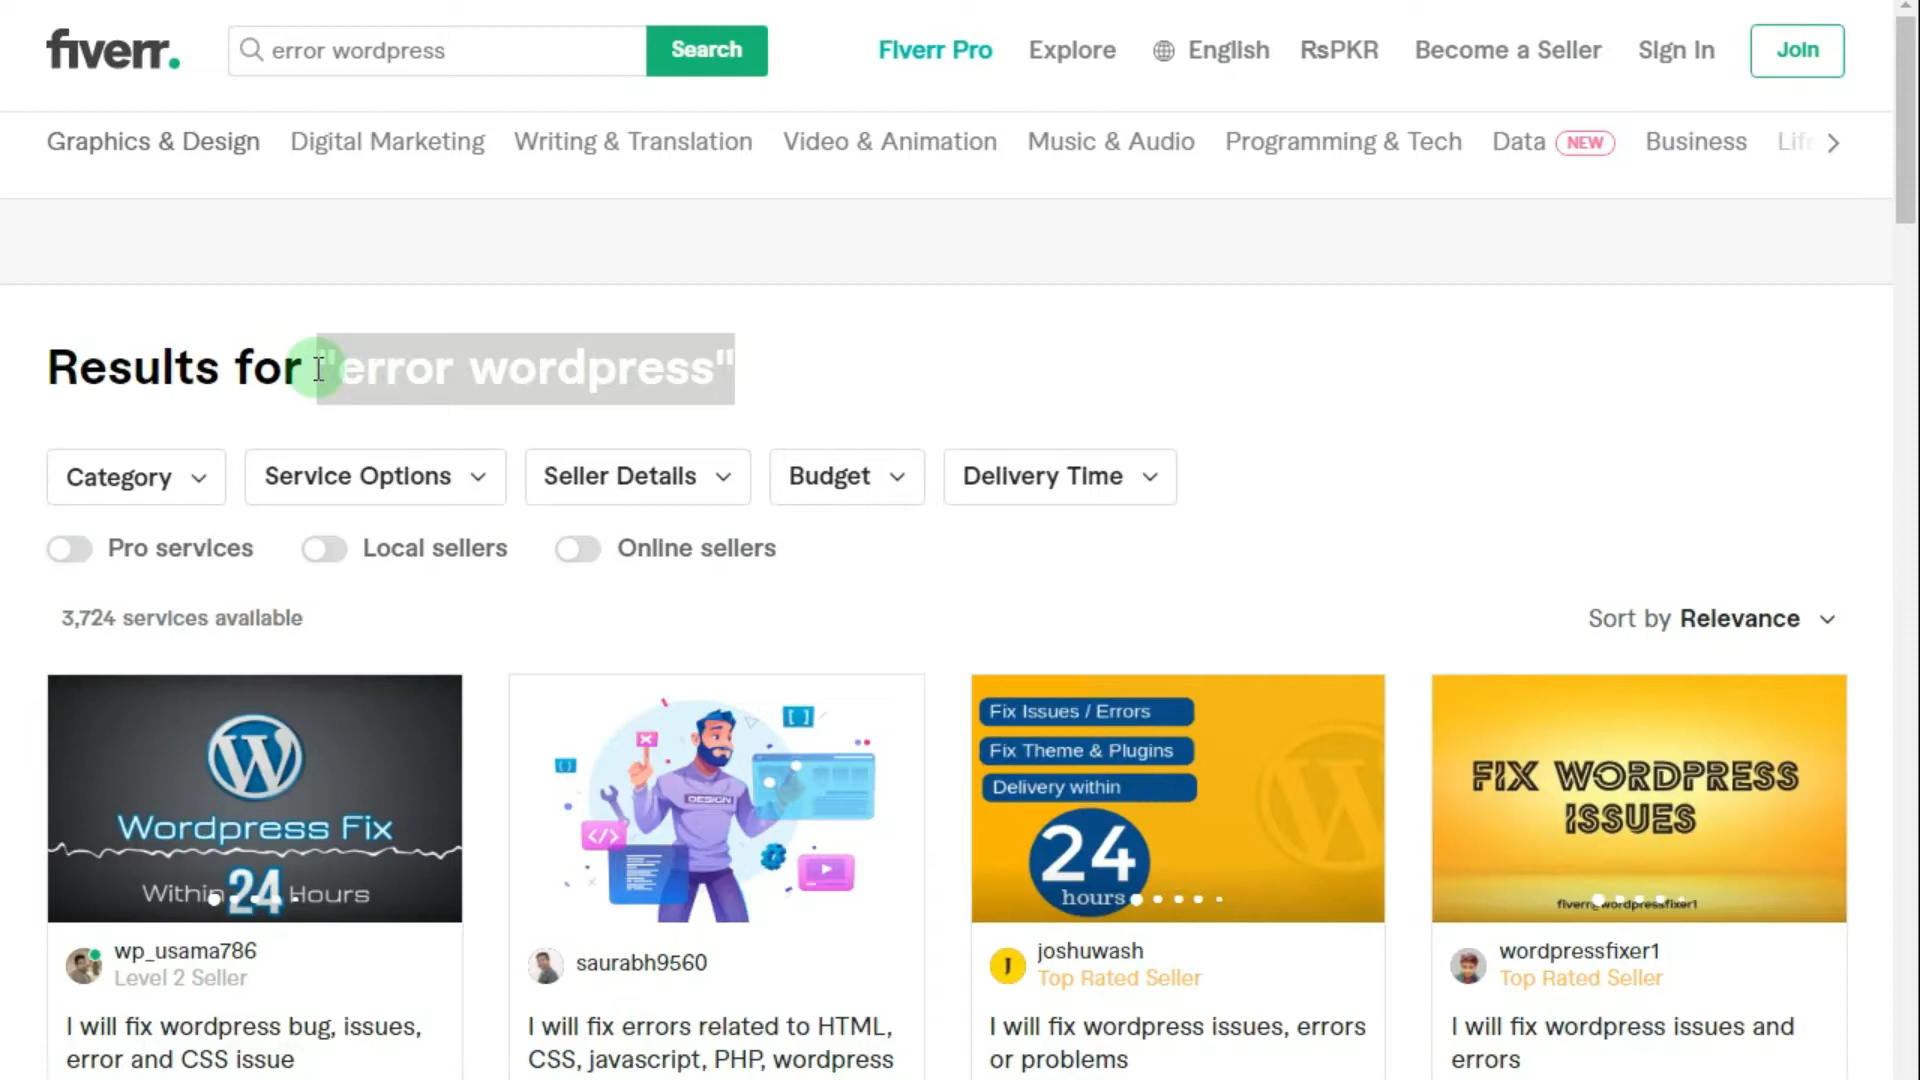 fiverr.
error wordpress
Search
Fiverr Pro
Explore
English
RsPKR
Become a Seller
Sign In
Join
Graphics & Design
Digital Marketing
Writing & Translation
Video & Animation
Music & Audio
Programming & Tech
Data NEW
Business
Life
Results for "error wordpress"
Category
Service Options
Seller Details
Budget
Delivery Time
Pro services
Local sellers
Online sellers
3,724 services available
Sort by Relevance
Wordpress Fix
Within 24 Hours
DESIGN
Fix Issues / Errors
Fix Theme & Plugins
Delivery within
24
hours
FIX WORDPRESS
ISSUES
fiverr@wordpressfixer1
wp_usama786
Level 2 Seller
I will fix wordpress bug, issues,
error and CSS issue
saurabh9560
I will fix errors related to HTML,
CSS, javascript, PHP, wordpress
J
joshuwash
Top Rated Seller
I will fix wordpress issues, errors
or problems
wordpressfixer1
Top Rated Seller
I will fix wordpress issues and
errors